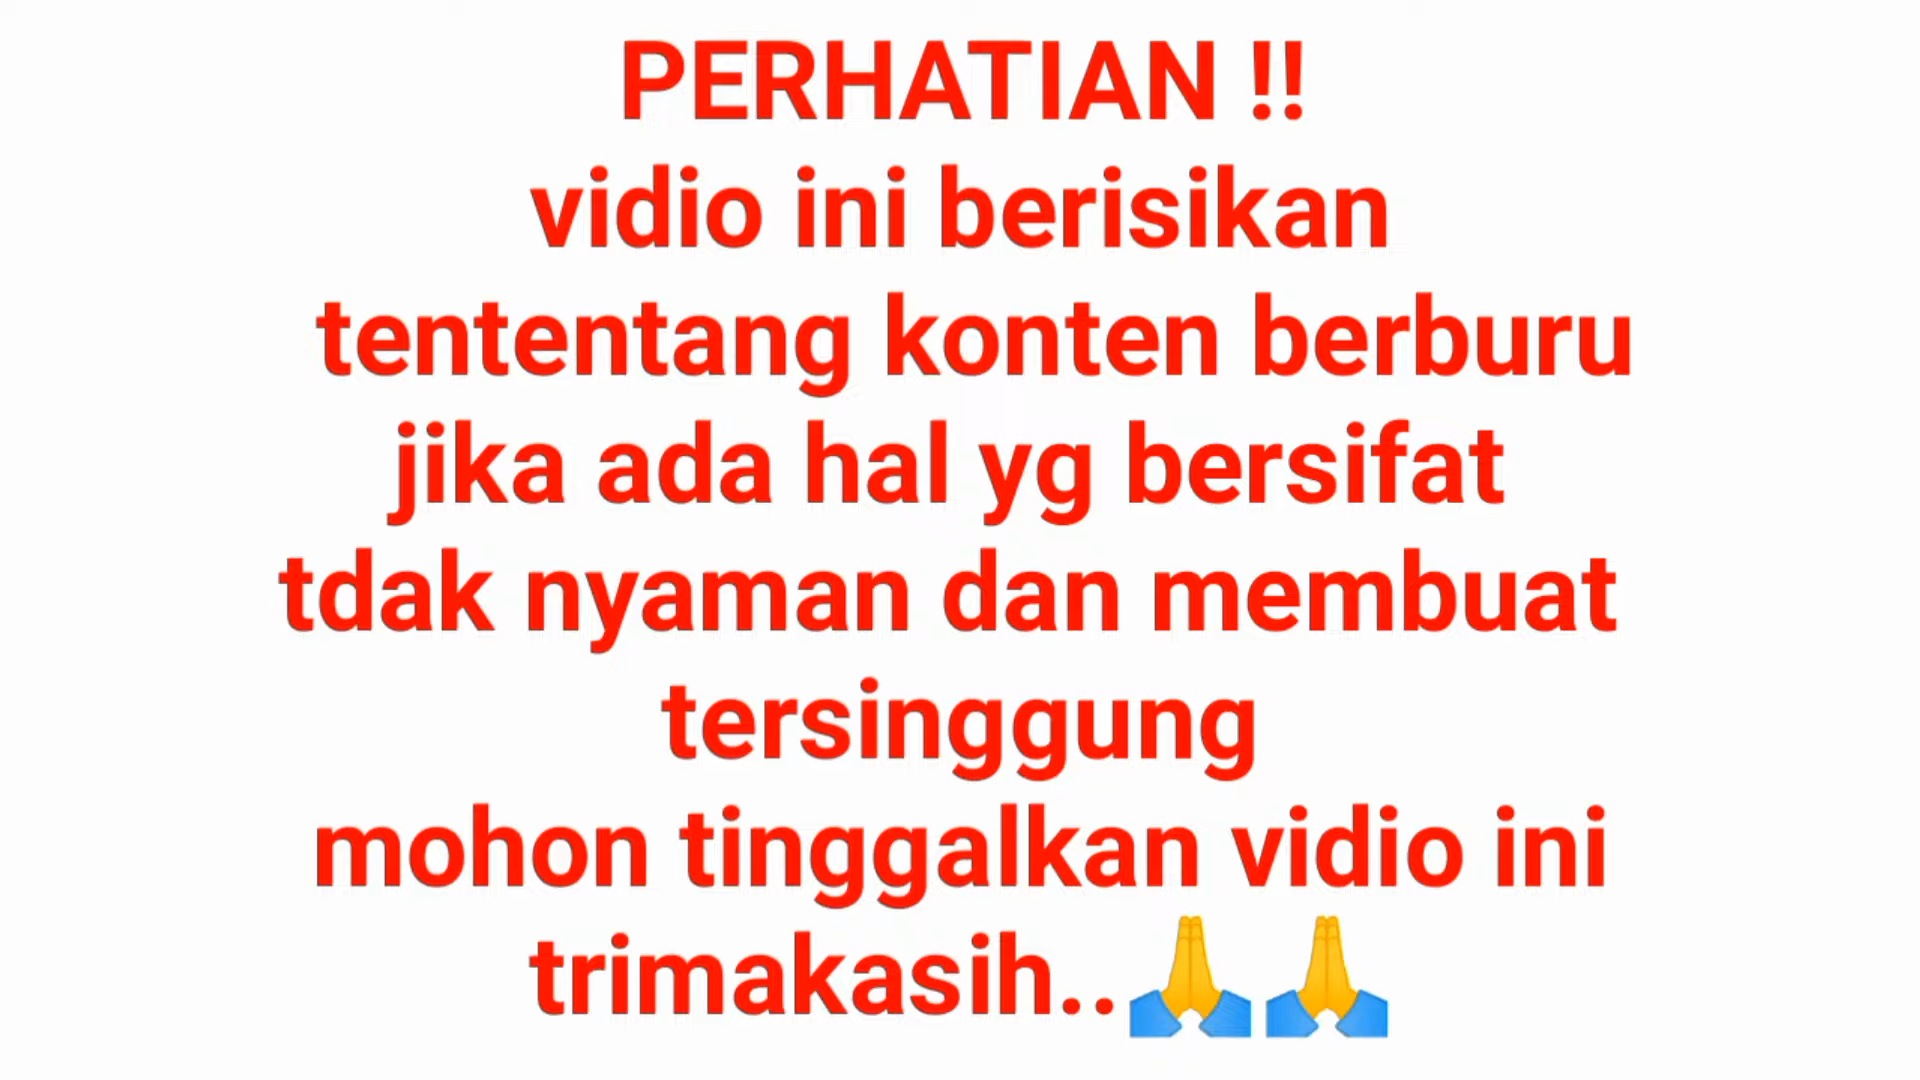 PERHATIAN !!
vidio ini berisikan
tententang konten berburu
jika ada hal yg bersifat
tdak nyaman dan membuat
tersinggung
mohon tinggalkan vidio ini
trimakasih..🙏🙏